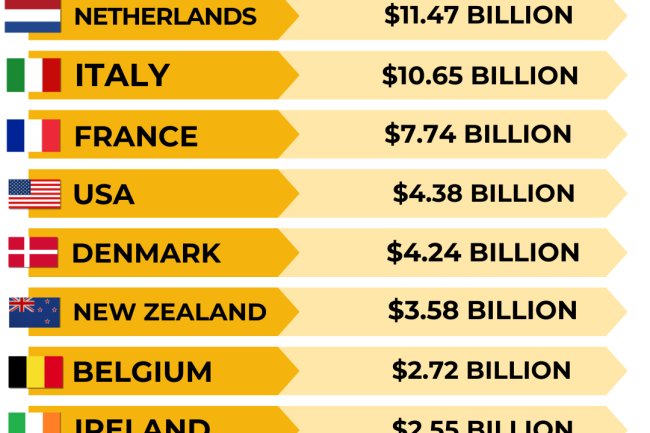 NETHERLANDS $11.47 BILLION
ITALY $10.65 BILLION
FRANCE $7.74 BILLION
USA $4.38 BILLION
DENMARK $4.24 BILLION
NEW ZEALAND $3.58 BILLION
BELGIUM $2.72 BILLION
IRELAND $2.55 BILLION